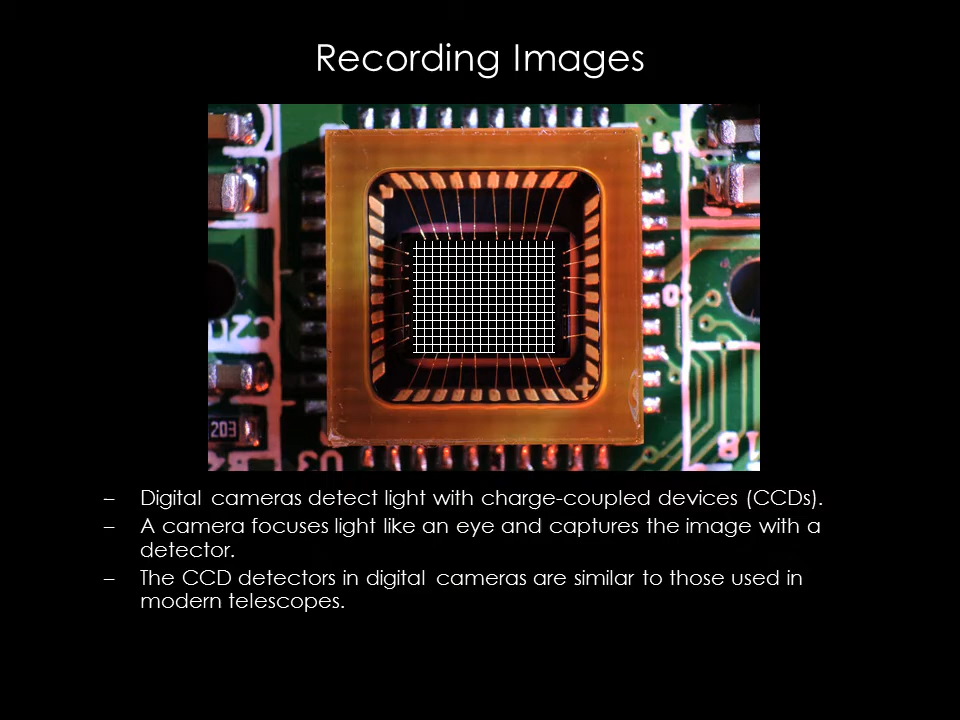 Recording Images
203
U3
– Digital cameras detect light with charge-coupled devices (CCDs).
– A camera focuses light like an eye and captures the image with a
detector.
– The CCD detectors in digital cameras are similar to those used in
modern telescopes.